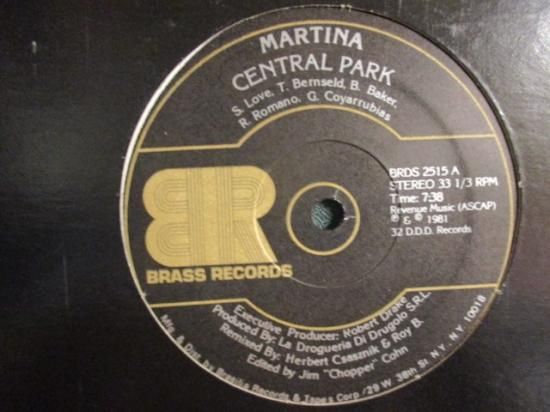 MARTINA
CENTRAL PARK
S. Love, T. Bernseld, B. Baker,
R. Romano, G. Coyarrubias
BRDS 2515 A
STEREO 33 1/3 RPM
Time: 7:38
Revenue Music (ASCAP)
℗ & © 1981
32 D.D.D. Records
BR
BRASS RECORDS
Executive Producer: Robert Drake
Produced By: La Drogueria Di Drugolo S.R.L.
Remixed By: Herbert Csasznik & Roy B.
Edited by Jim "Chopper" Cohn
Mfg. & Dist. by Brasilia Records & Tapes Corp./29 W 38th St N.Y. N.Y. 10018